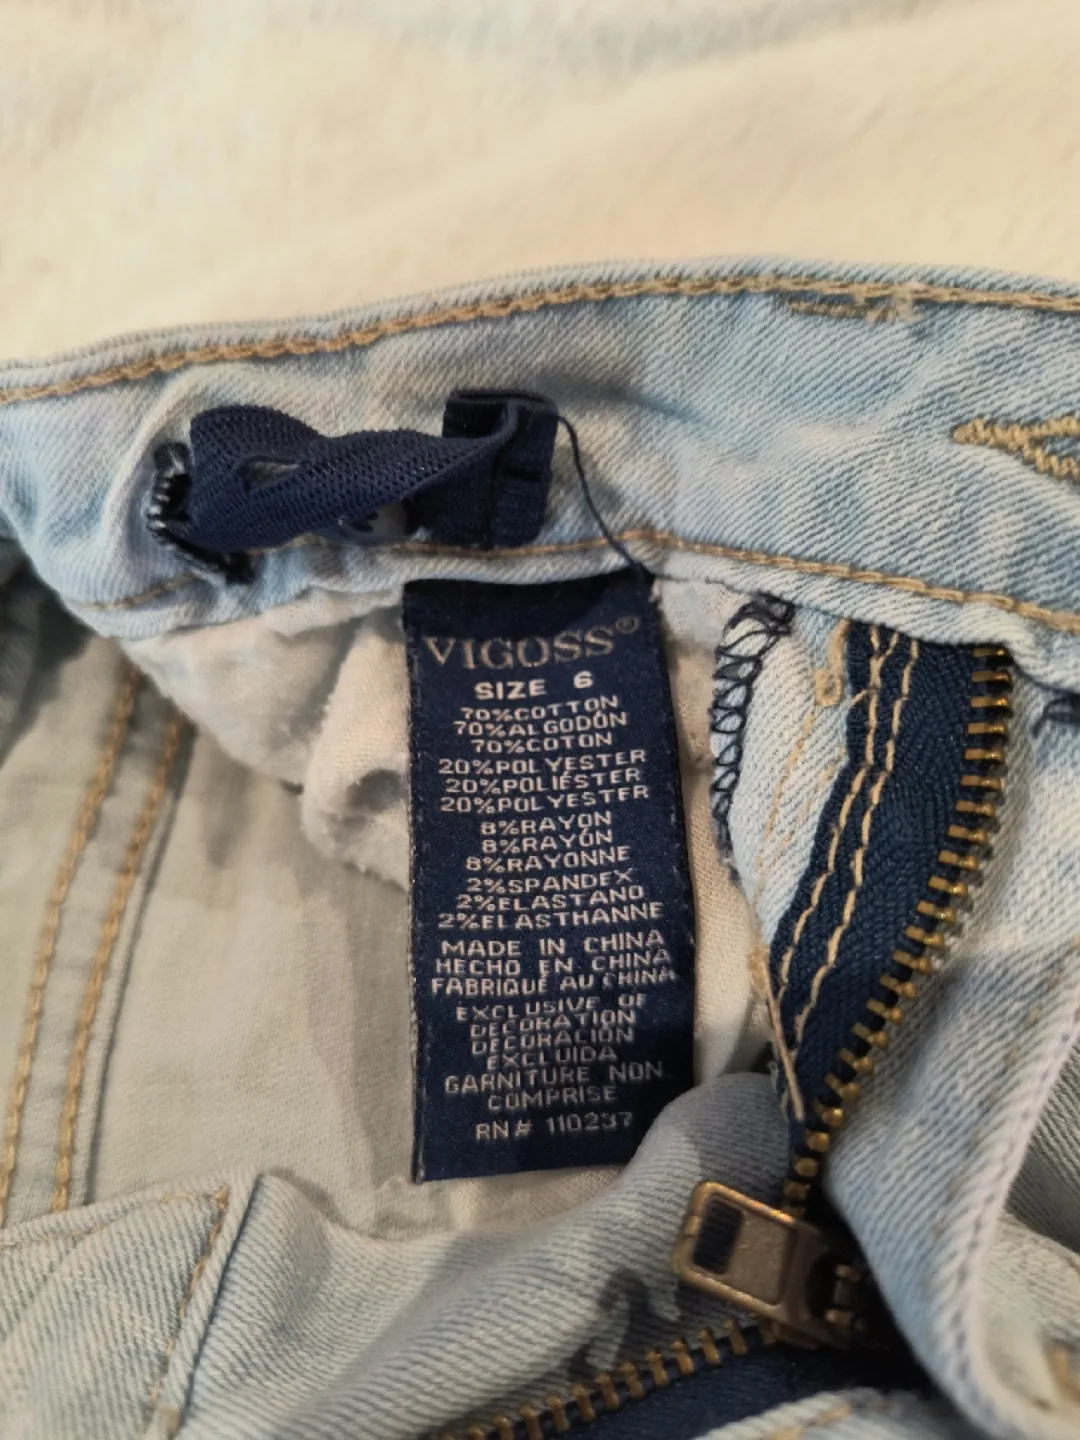 VIGOSS®
SIZE 6
70%COTTON
70%ALGODÓN
70%COTON
20%POLYESTER
20%POLIÉSTER
20%POLYESTER
8%RAYON
8%RAYÓN
8%RAYONNE
2%SPANDEX
2%ELASTANO
2%ELASTHANNE
MADE IN CHINA
HECHO EN CHINA
FABRIQUÉ AU CHINA
EXCLUSIVE OF
DECORATION
DECORACIÓN
EXCLUIDA
GARNITURE NON
COMPRISE
RN# 110237